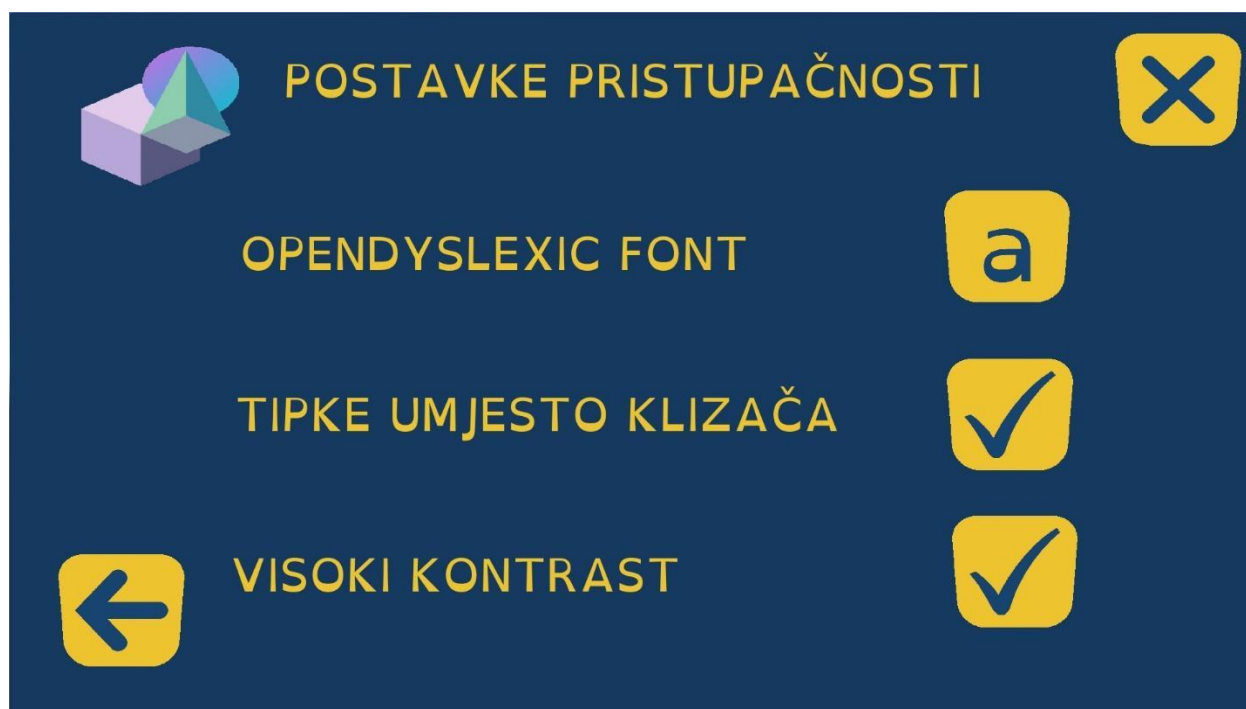 POSTAVKE PRISTUPAČNOSTI
OPENDYSLEXIC FONT
a
TIPKE UMJESTO KLIZAČA
VISOKI KONTRAST